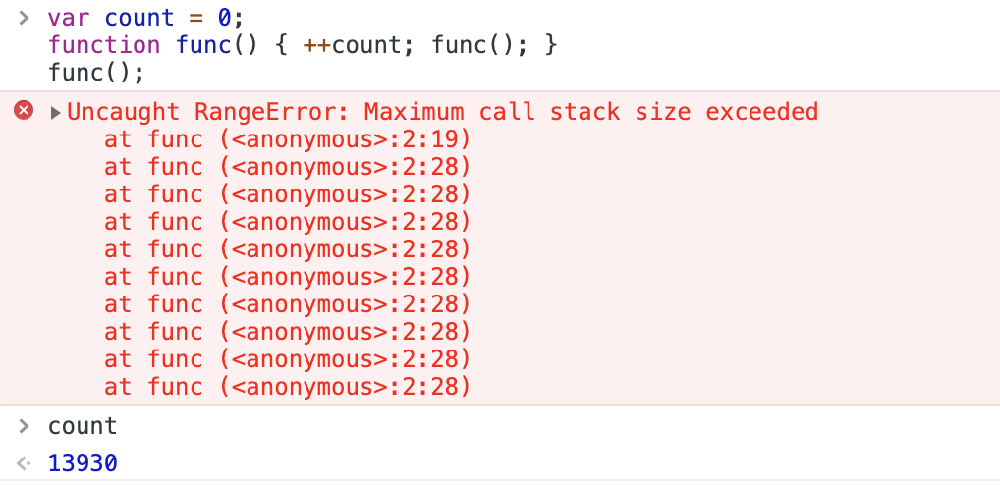 > var count = 0;
function func() { ++count; func(); }
func();
Uncaught RangeError: Maximum call stack size exceeded
at func (<anonymous>:2:19)
at func (<anonymous>:2:28)
at func (<anonymous>:2:28)
at func (<anonymous>:2:28)
at func (<anonymous>:2:28)
at func (<anonymous>:2:28)
at func (<anonymous>:2:28)
at func (<anonymous>:2:28)
at func (<anonymous>:2:28)
at func (<anonymous>:2:28)
> count
13930